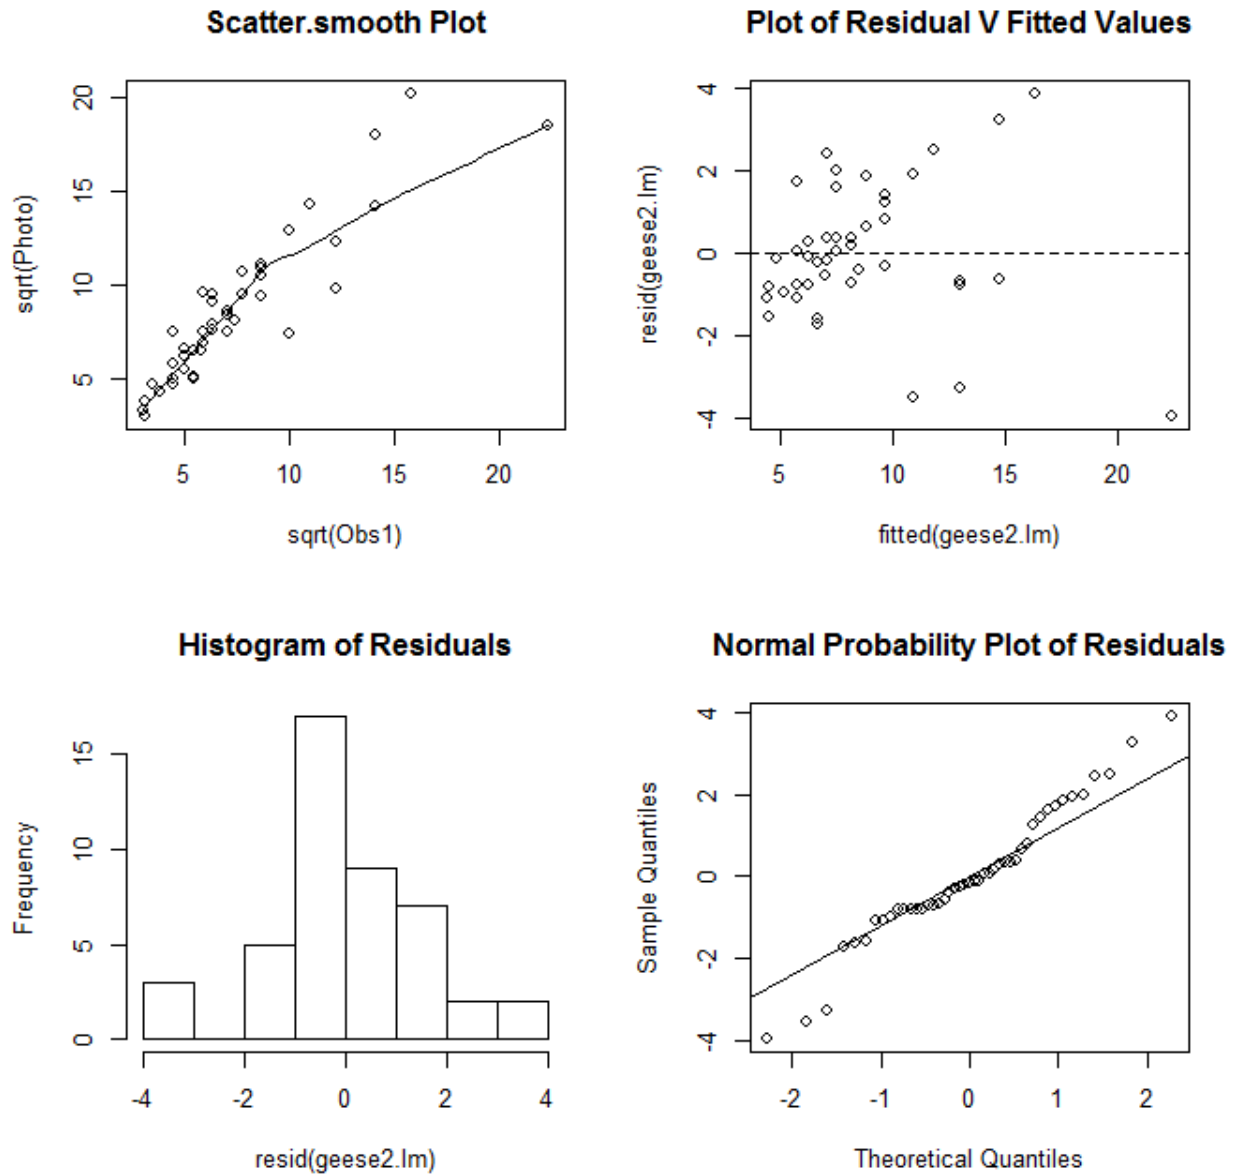 Scatter.smooth Plot
20
15
10
5
sqrt(Photo)
5 10 15 20
sqrt(Obs1)
Plot of Residual V Fitted Values
4
2
0
-2
-4
resid(geese2.lm)
5 10 15 20
fitted(geese2.lm)
Histogram of Residuals
15
10
5
0
Frequency
-4 -2 0 2 4
resid(geese2.lm)
Normal Probability Plot of Residuals
4
2
0
-2
-4
Sample Quantiles
-2 -1 0 1 2
Theoretical Quantiles